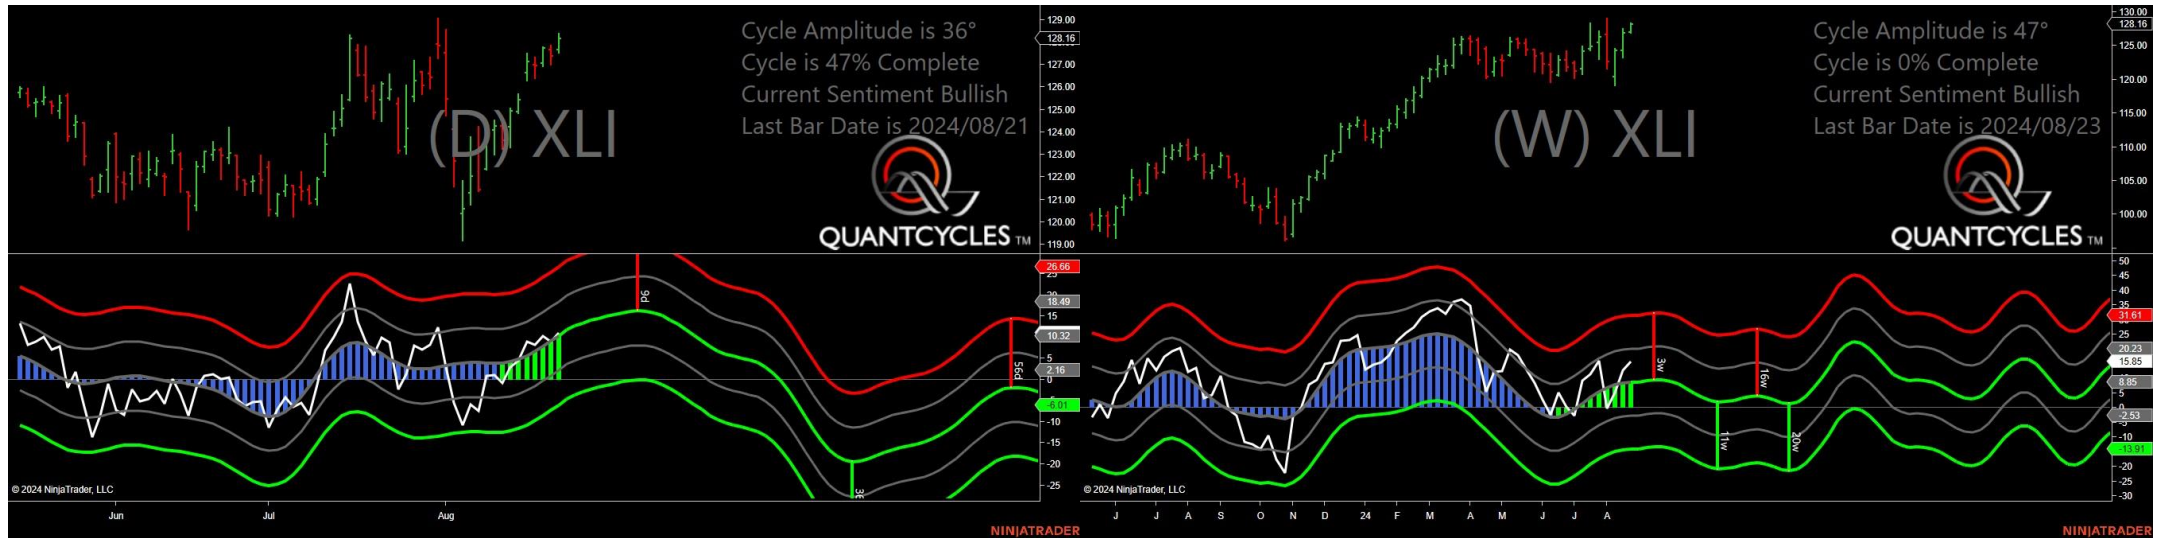 Cycle Amplitude is 36°
Cycle is 47% Complete
Current Sentiment Bullish
Last Bar Date is 2024/08/21
(D) XLI
QUANTCYCLES TM
129.00
128.16
127.00
126.00
125.00
124.00
123.00
122.00
121.00
120.00
119.00
26.66
25
18.49
15
10.32
5
2.16
0
-6.01
-10
-15
-20
-25
9d
56d
© 2024 NinjaTrader, LLC
Jun
Jul
Aug
NINJATRADER
Cycle Amplitude is 47°
Cycle is 0% Complete
Current Sentiment Bullish
Last Bar Date is 2024/08/23
(W) XLI
QUANTCYCLES TM
130.00
128.16
125.00
120.00
115.00
110.00
105.00
100.00
50
45
40
35
31.61
25
20.23
15.85
8.85
5
0
-2.53
-10
-13.91
-20
-25
-30
3w
16w
11w
20w
© 2024 NinjaTrader, LLC
J
J
A
S
O
N
D
24
F
M
A
M
J
J
A
NINJATRADER